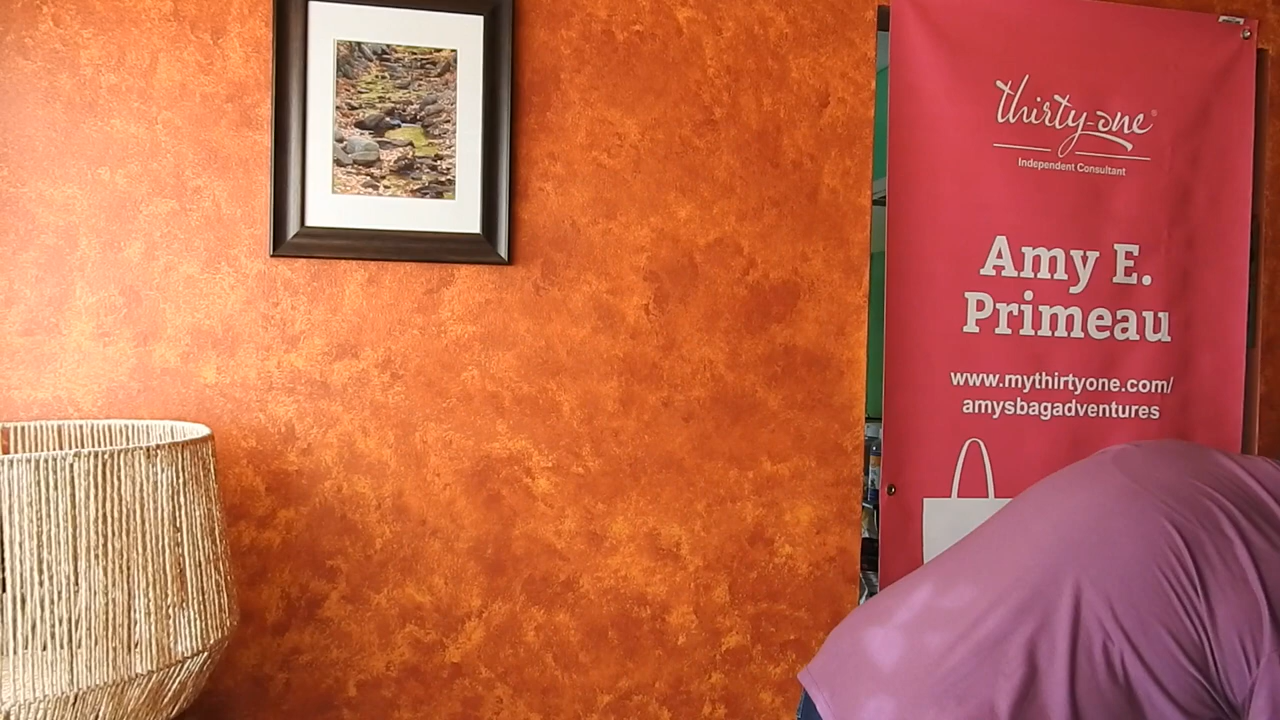 thirty-one®
Independent Consultant
Amy E.
Primeau
www.mythirtyone.com/
amysbagadventures